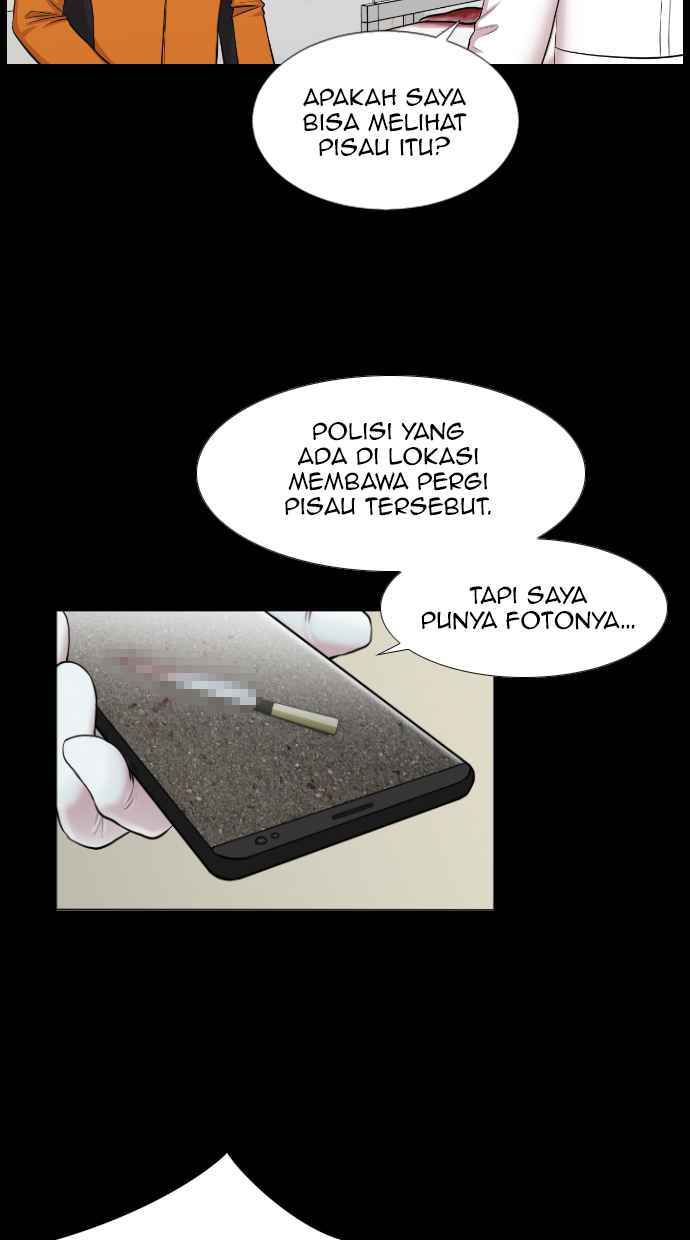 APAKAH SAYA
BISA MELIHAT
PISAU ITU?
POLISI YANG
ADA DI LOKASI
MEMBAWA PERGI
PISAU TERSEBUT.
TAPI SAYA
PUNYA FOTONYA...